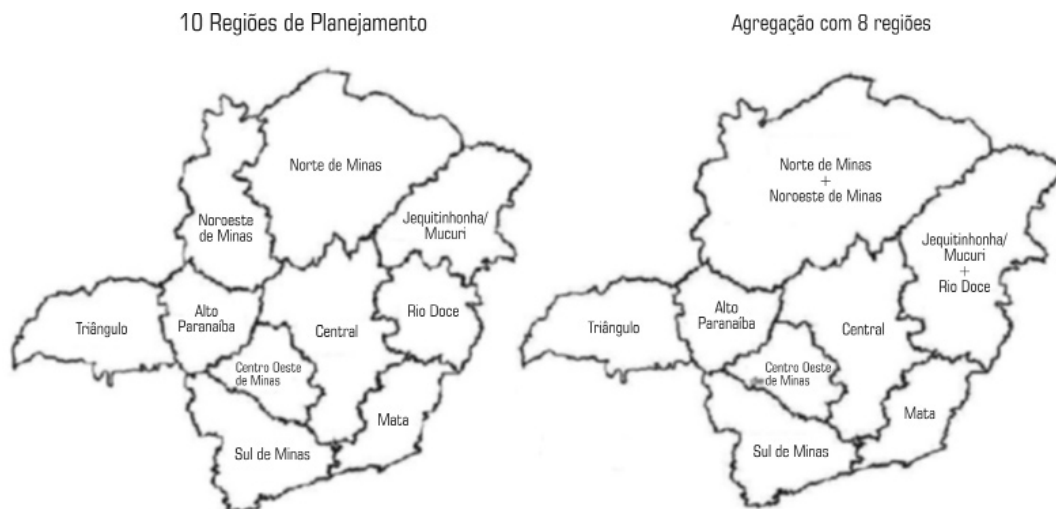 10 Regiões de Planejamento
Norte de Minas
Noroeste
de Minas
Jequitinhonha/
Mucuri
Triângulo
Alto
Paranaíba
Central
Rio Doce
Centro Oeste
de Minas
Mata
Sul de Minas
Agregação com 8 regiões
Norte de Minas
+
Noroeste de Minas
Jequitinhonha/
Mucuri
+
Rio Doce
Triângulo
Alto
Paranaíba
Central
Centro Oeste
de Minas
Mata
Sul de Minas